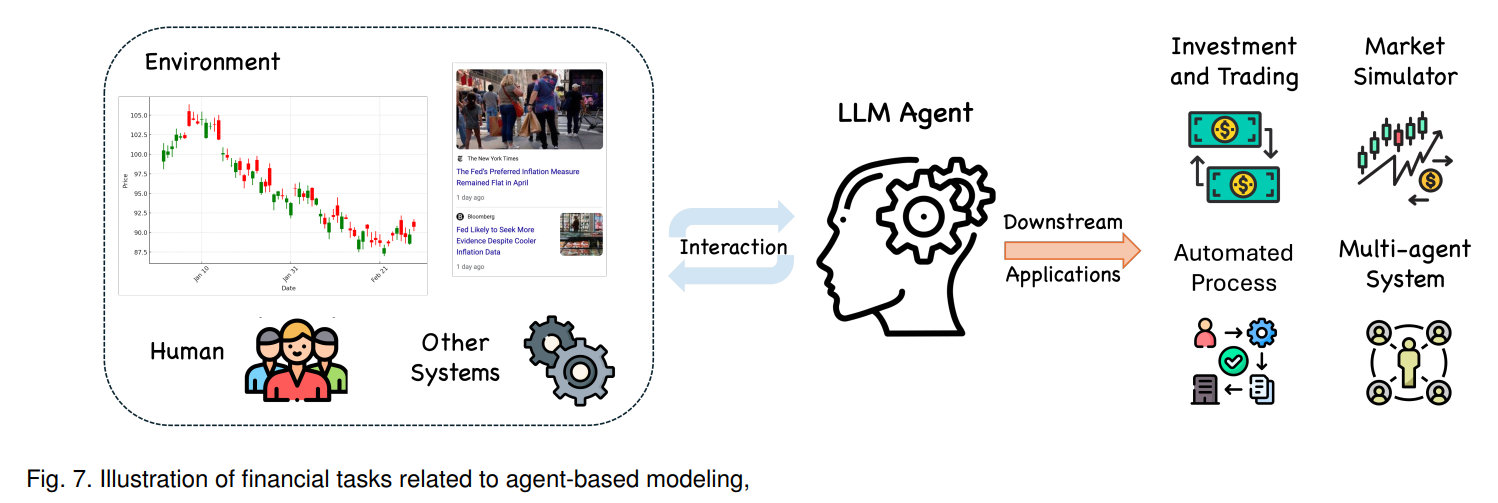 Environment
105.0
102.5
100.0
97.5
95.0
92.5
90.0
87.5
Price
Jan 10
Jan 31
Feb 21
Date
The New York Times
The Fed's Preferred Inflation Measure
Remained Flat in April
1 day ago
B
Bloomberg
Fed Likely to Seek More
Evidence Despite Cooler
Inflation Data
1 day ago
Human
Other
Systems
Interaction
LLM Agent
Downstream
Applications
Investment
and Trading
$
$
Market
Simulator
$
Automated
Process
Multi-agent
System
Fig. 7. Illustration of financial tasks related to agent-based modeling,